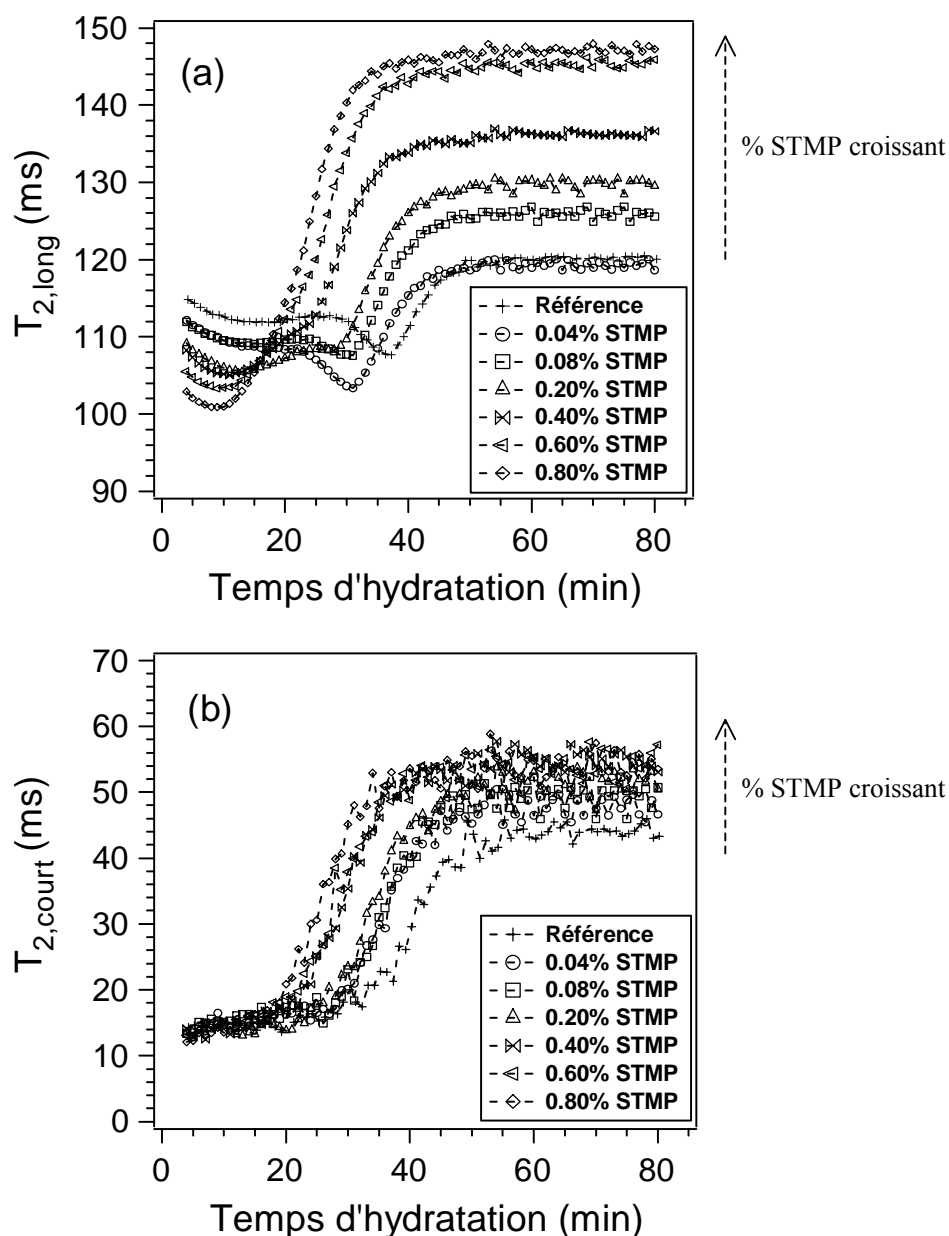 150
140
130
120
110
100
90
(a)
T2,long (ms)
Référence
0.04% STMP
0.08% STMP
0.20% STMP
0.40% STMP
0.60% STMP
0.80% STMP
0 20 40 60 80
Temps d'hydratation (min)
% STMP croissant
70
60
50
40
30
20
10
0
(b)
T2,court (ms)
Référence
0.04% STMP
0.08% STMP
0.20% STMP
0.40% STMP
0.60% STMP
0.80% STMP
0 20 40 60 80
Temps d'hydratation (min)
% STMP croissant